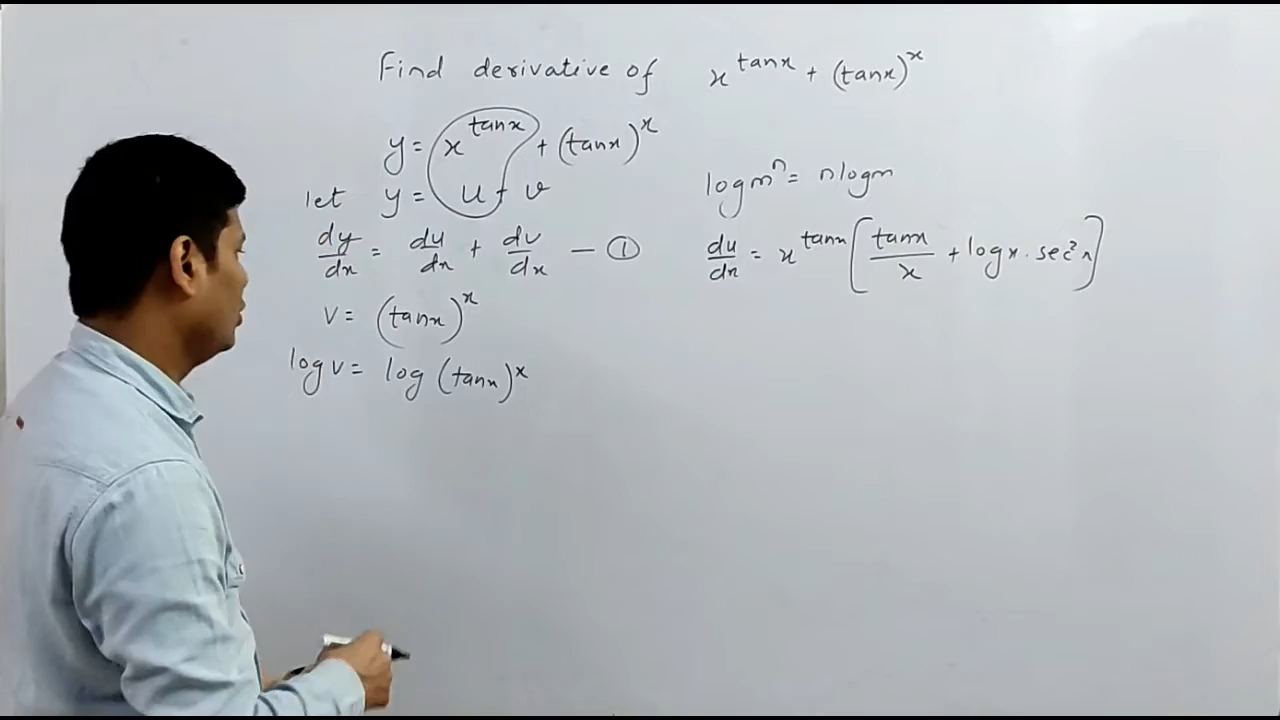 Find derivative of x^tanx + (tanx)^x
y = x^tanx + (tanx)^x
let y = u + v
dy/dx = du/dx + dv/dx — ①
v = (tanx)^x
log v = log (tanx)^x
log m^n = n log m
du/dx = x^tanx [tanx/x + log x · sec² x]